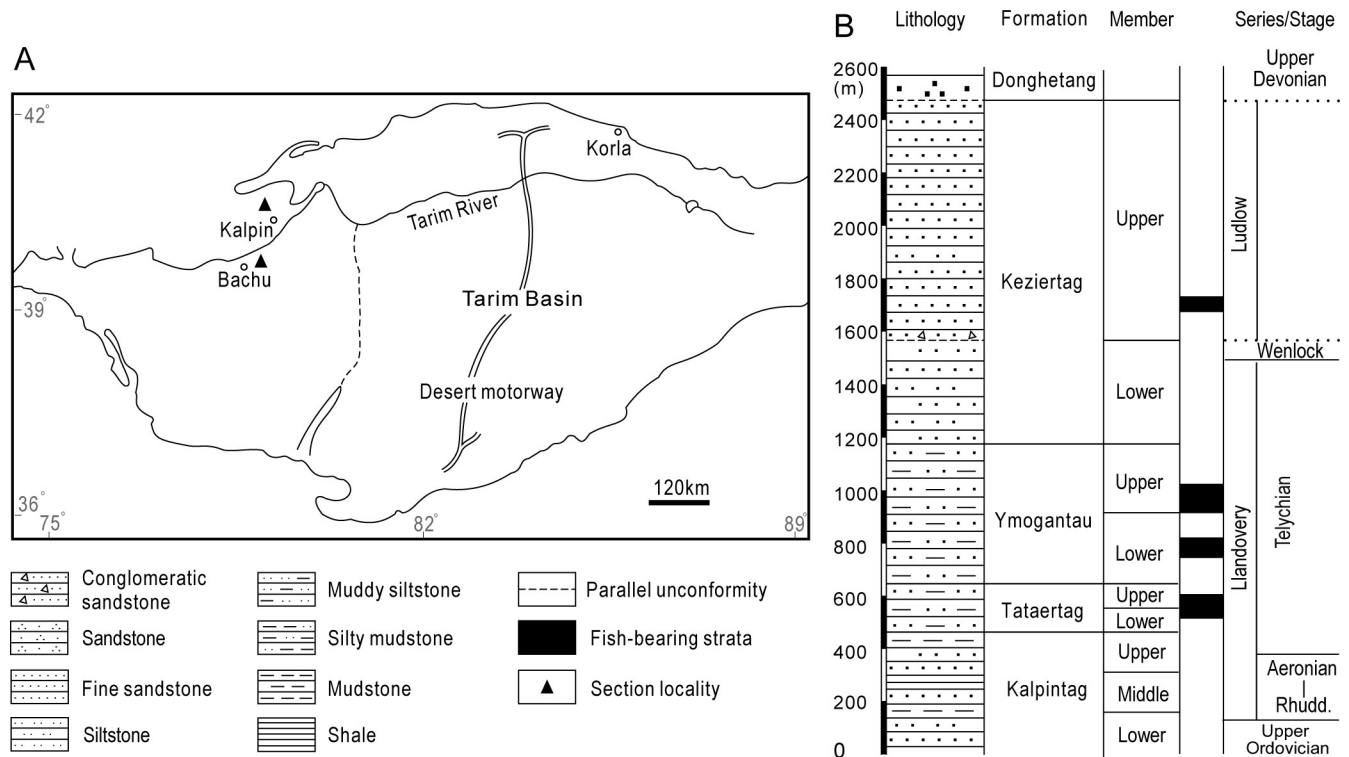 A
42°
39
36°
75°
82°
89°
Korla
Kalpin
Bachu
Tarim River
Tarim Basin
Desert motorway
120km
Conglomeratic
sandstone
Sandstone
Fine sandstone
Siltstone
Muddy siltstone
Silty mudstone
Mudstone
Shale
Parallel unconformity
Fish-bearing strata
Section locality
B
Lithology
Formation
Member
Series/Stage
2600
(m)
2400
2200
2000
1800
1600
1400
1200
1000
800
600
400
200
0
Donghetang
Keziertag
Ymogantau
Tataertag
Kalpintag
Upper
Lower
Upper
Lower
Upper
Lower
Upper
Middle
Lower
Upper
Devonian
Ludlow
Wenlock
Llandovery
Telychian
Aeronian
|
Rhudd.
Upper
Ordovician